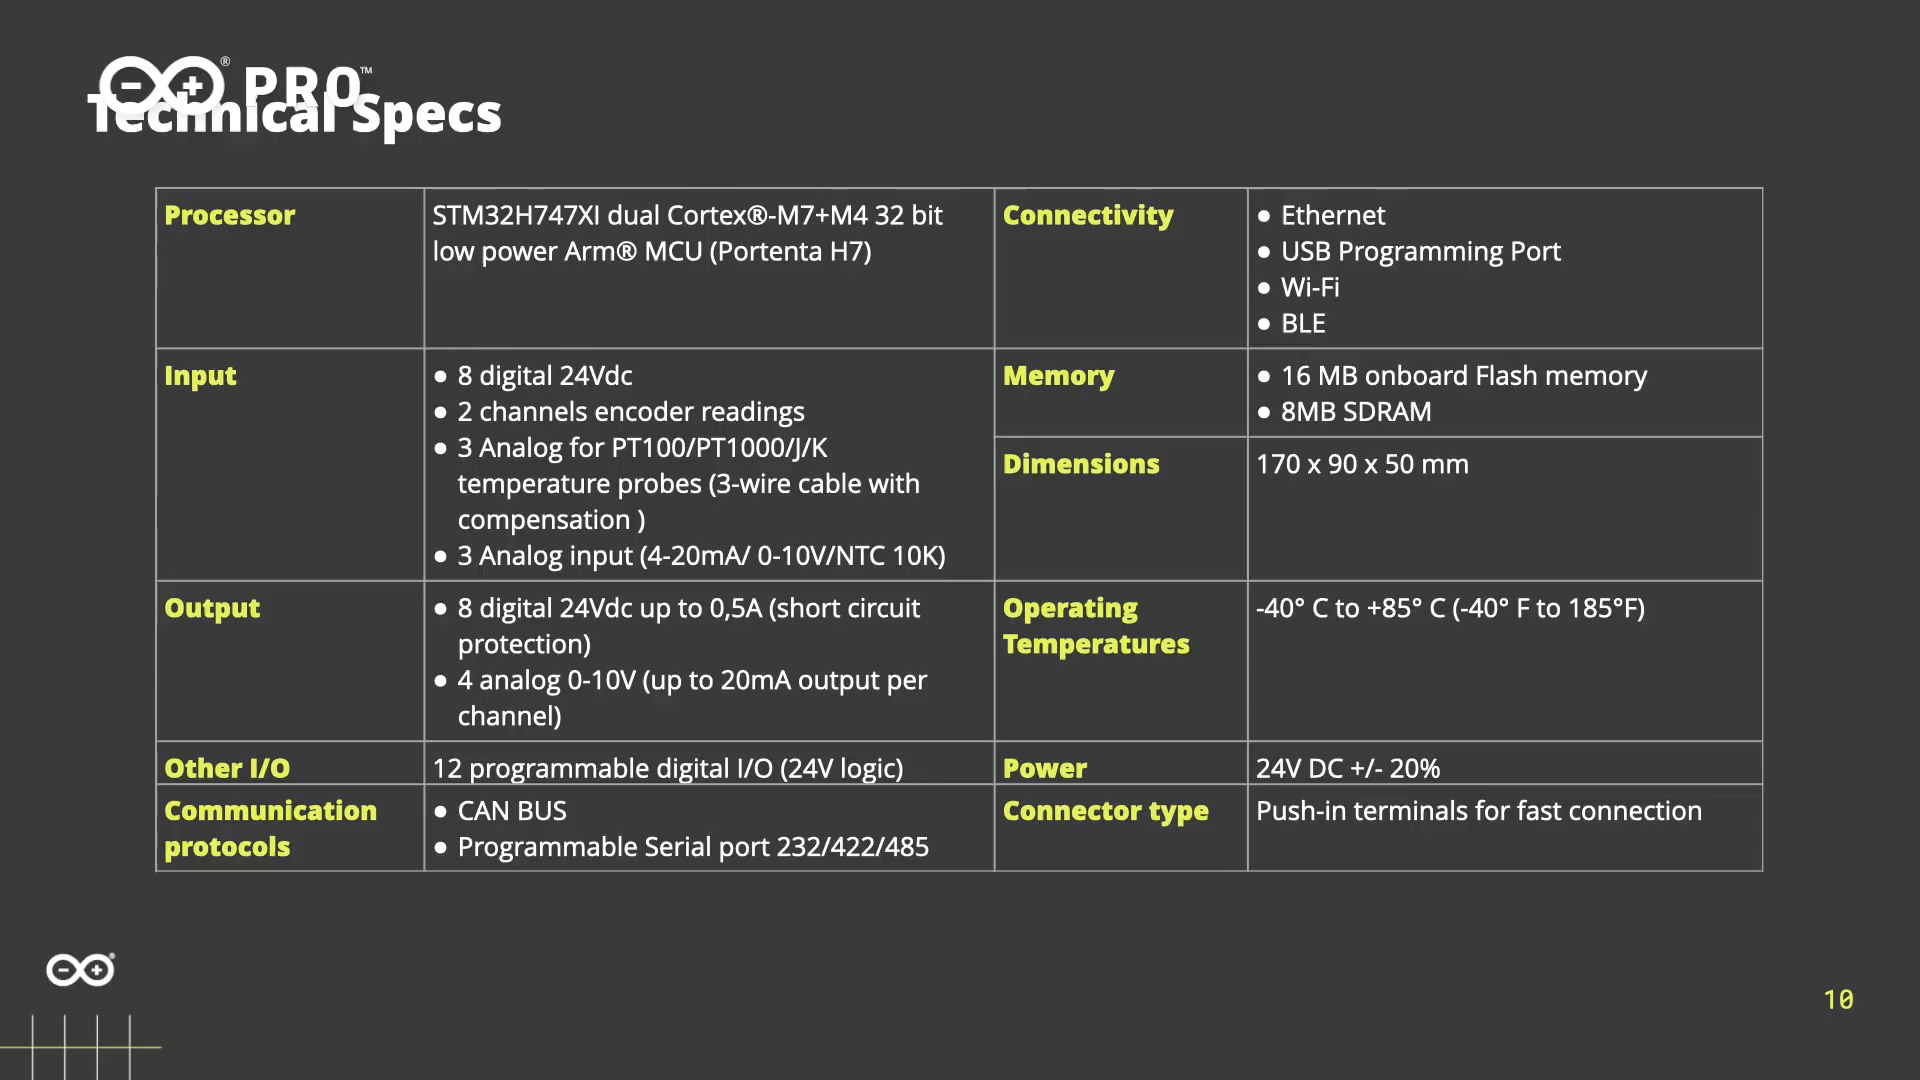 PRO™
Technical Specs
Processor
STM32H747XI dual Cortex®-M7+M4 32 bit
low power Arm® MCU (Portenta H7)
Connectivity
● Ethernet
● USB Programming Port
● Wi-Fi
● BLE
Input
● 8 digital 24Vdc
● 2 channels encoder readings
● 3 Analog for PT100/PT1000/J/K
temperature probes (3-wire cable with
compensation )
● 3 Analog input (4-20mA/ 0-10V/NTC 10K)
Memory
● 16 MB onboard Flash memory
● 8MB SDRAM
Dimensions
170 x 90 x 50 mm
Output
● 8 digital 24Vdc up to 0,5A (short circuit
protection)
● 4 analog 0-10V (up to 20mA output per
channel)
Operating
Temperatures
-40° C to +85° C (-40° F to 185°F)
Other I/O
12 programmable digital I/O (24V logic)
Power
24V DC +/- 20%
Communication
protocols
● CAN BUS
● Programmable Serial port 232/422/485
Connector type
Push-in terminals for fast connection
10